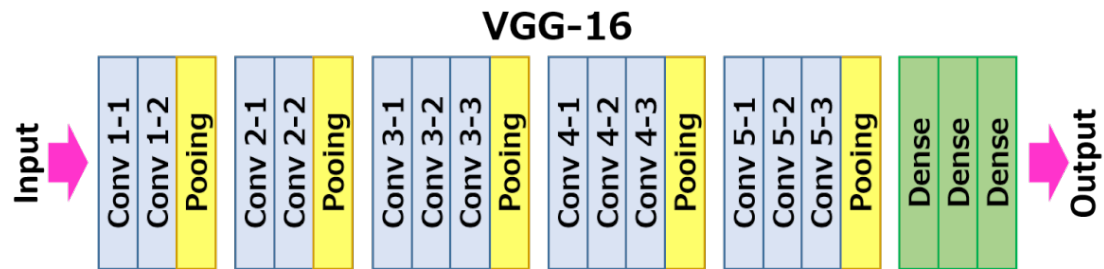 VGG-16
Input
Conv 1-1
Conv 1-2
Pooing
Conv 2-1
Conv 2-2
Pooing
Conv 3-1
Conv 3-2
Conv 3-3
Pooing
Conv 4-1
Conv 4-2
Conv 4-3
Pooing
Conv 5-1
Conv 5-2
Conv 5-3
Pooing
Dense
Dense
Dense
Output